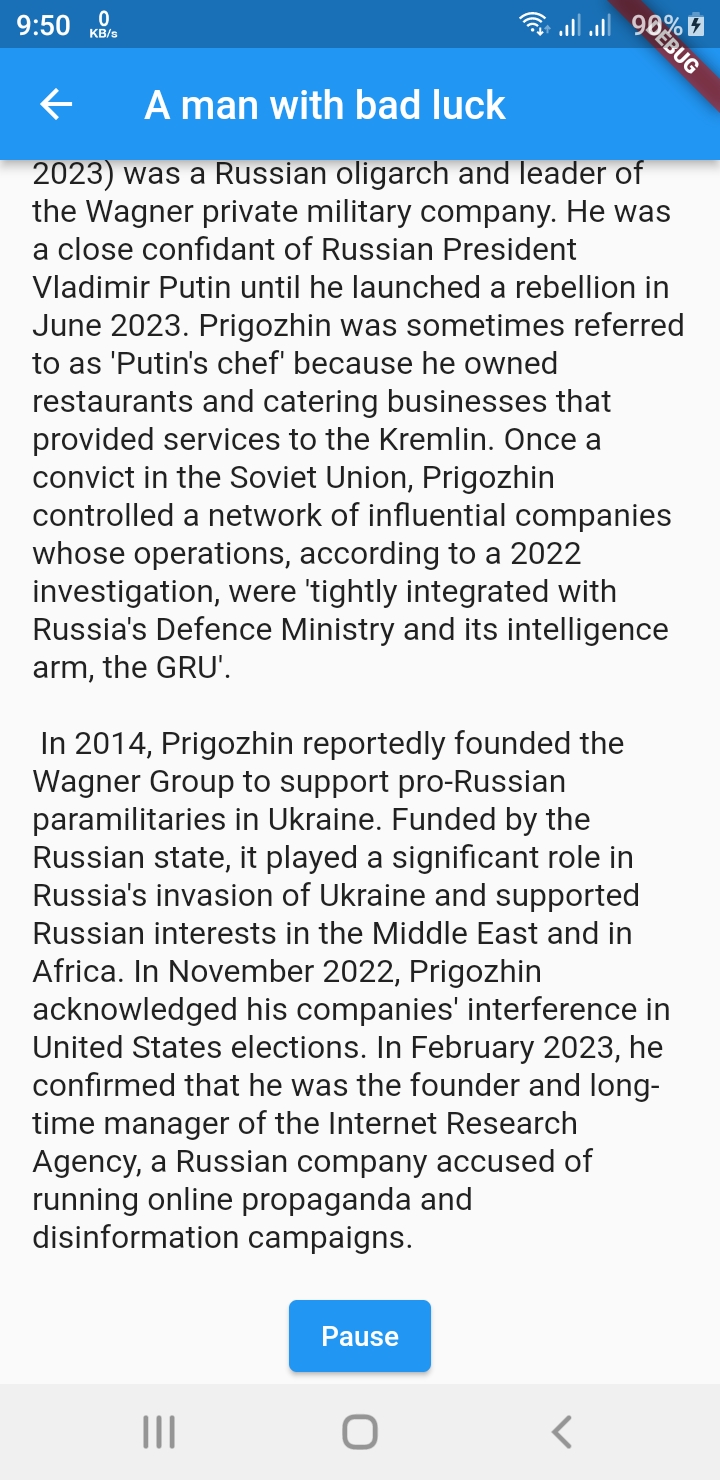 9:50
0
KB/s
90%
DEBUG
A man with bad luck
2023) was a Russian oligarch and leader of
the Wagner private military company. He was
a close confidant of Russian President
Vladimir Putin until he launched a rebellion in
June 2023. Prigozhin was sometimes referred
to as 'Putin's chef' because he owned
restaurants and catering businesses that
provided services to the Kremlin. Once a
convict in the Soviet Union, Prigozhin
controlled a network of influential companies
whose operations, according to a 2022
investigation, were 'tightly integrated with
Russia's Defence Ministry and its intelligence
arm, the GRU'.
In 2014, Prigozhin reportedly founded the
Wagner Group to support pro-Russian
paramilitaries in Ukraine. Funded by the
Russian state, it played a significant role in
Russia's invasion of Ukraine and supported
Russian interests in the Middle East and in
Africa. In November 2022, Prigozhin
acknowledged his companies' interference in
United States elections. In February 2023, he
confirmed that he was the founder and long-
time manager of the Internet Research
Agency, a Russian company accused of
running online propaganda and
disinformation campaigns.
Pause